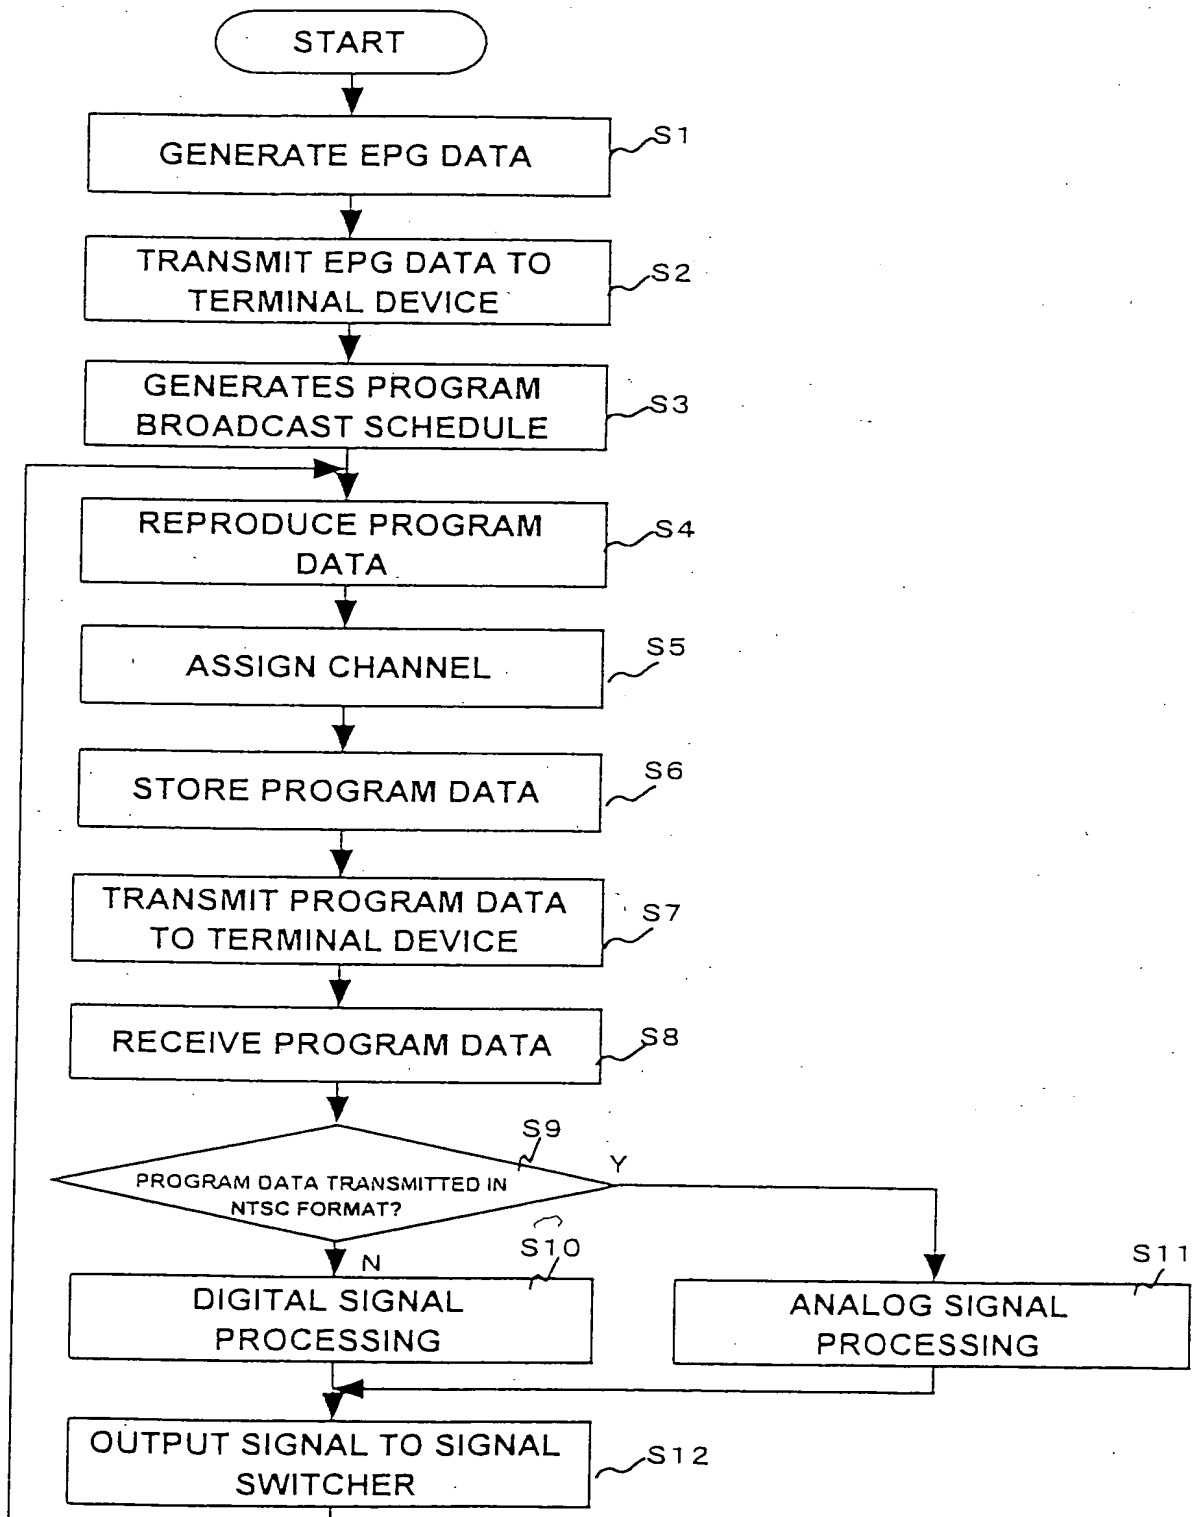 START
GENERATE EPG DATA
S1
TRANSMIT EPG DATA TO
TERMINAL DEVICE
S2
GENERATES PROGRAM
BROADCAST SCHEDULE
S3
REPRODUCE PROGRAM
DATA
S4
ASSIGN CHANNEL
S5
STORE PROGRAM DATA
S6
TRANSMIT PROGRAM DATA
TO TERMINAL DEVICE
S7
RECEIVE PROGRAM DATA
S8
S9
PROGRAM DATA TRANSMITTED IN
NTSC FORMAT?
Y
N
S10
DIGITAL SIGNAL
PROCESSING
S11
ANALOG SIGNAL
PROCESSING
OUTPUT SIGNAL TO SIGNAL
SWITCHER
S12